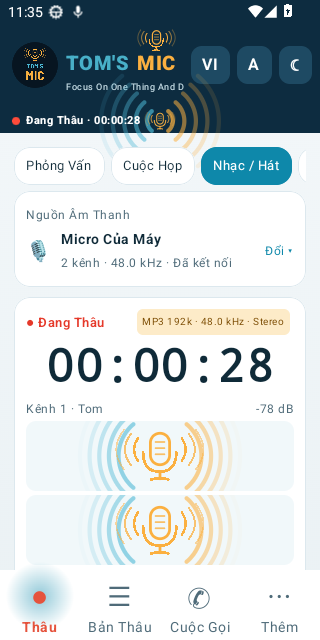 11:35
TOM'S MIC
TOM'S MIC
Focus On One Thing And D
VI
A
Đang Thâu · 00:00:28
Phỏng Vấn
Cuộc Họp
Nhạc / Hát
Nguồn Âm Thanh
Micro Của Máy
2 kênh · 48.0 kHz · Đã kết nối
Đổi
Đang Thâu
MP3 192k · 48.0 kHz · Stereo
00:00:28
Kênh 1 · Tom
-78 dB
Thâu
Bản Thâu
Cuộc Gọi
Thêm